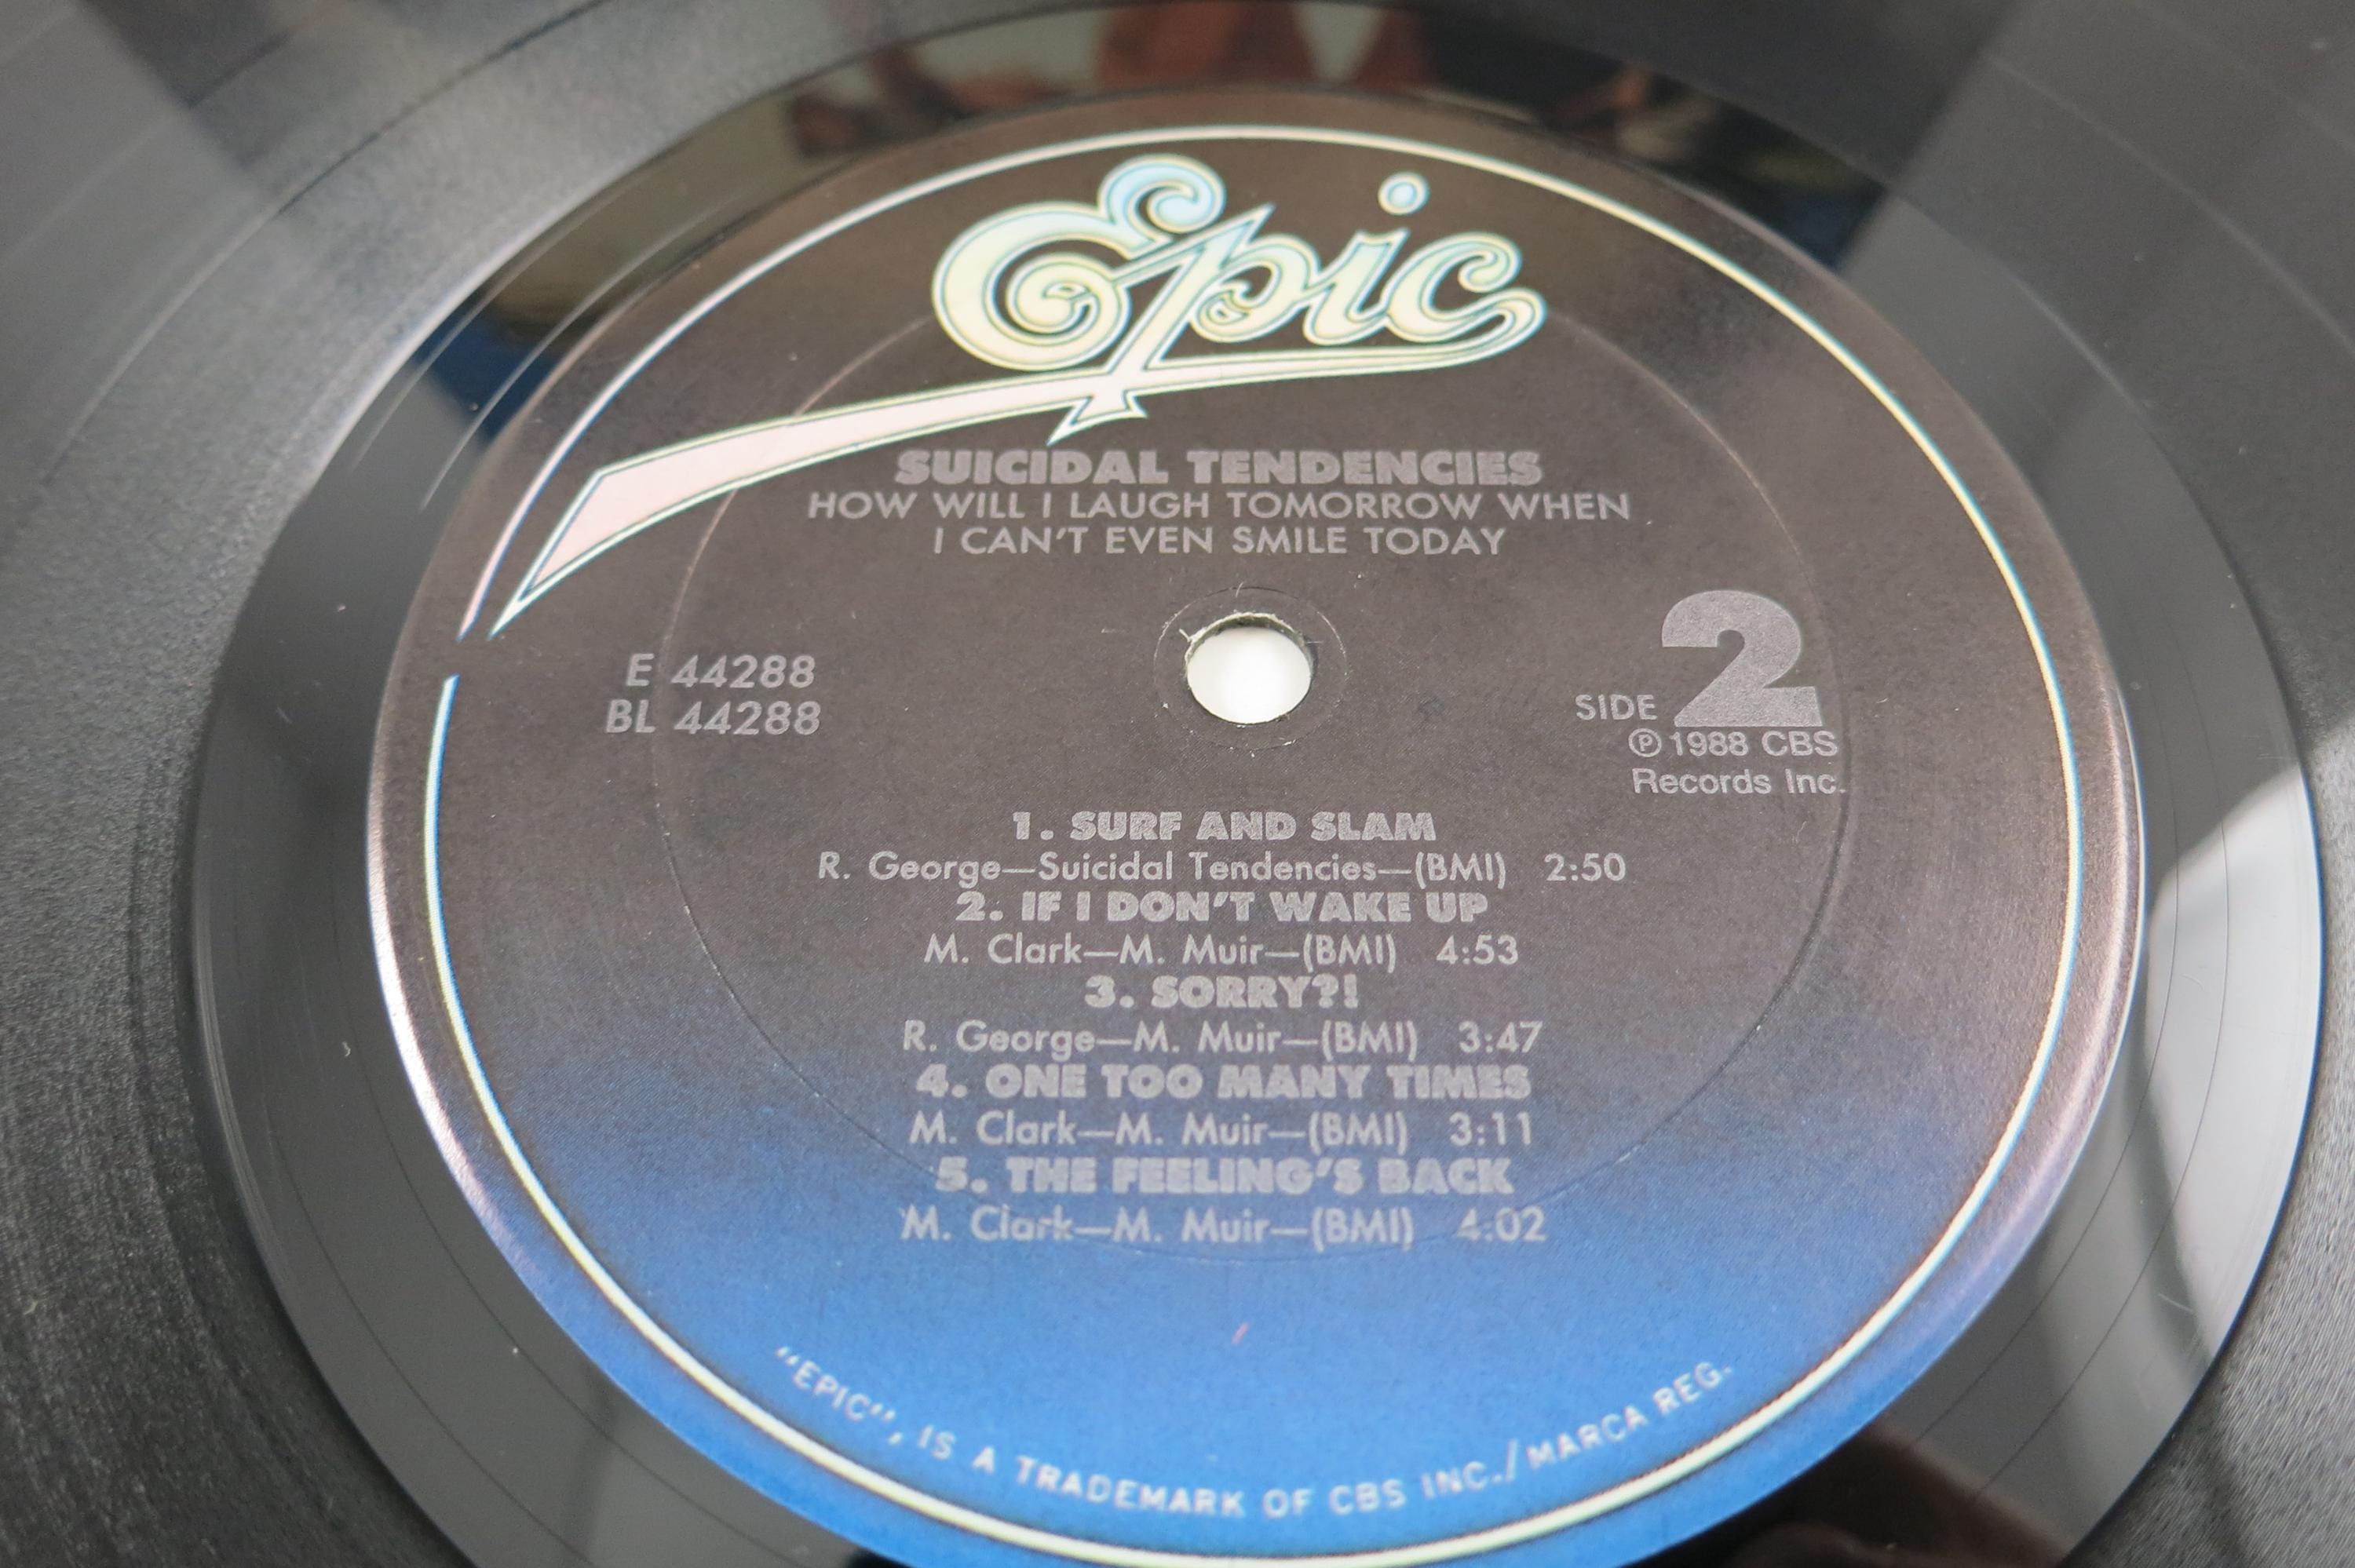 Epic
SUICIDAL TENDENCIES
HOW WILL I LAUGH TOMORROW WHEN
I CAN'T EVEN SMILE TODAY
E 44288
BL 44288
SIDE 2
Ⓟ 1988 CBS
Records Inc.
1. SURF AND SLAM
R. George—Suicidal Tendencies—(BMI) 2:50
2. IF I DON'T WAKE UP
M. Clark—M. Muir—(BMI) 4:53
3. SORRY?!
R. George—M. Muir—(BMI) 3:47
4. ONE TOO MANY TIMES
M. Clark—M. Muir—(BMI) 3:11
5. THE FEELING'S BACK
M. Clark—M. Muir—(BMI) 4:02
"EPIC", IS A TRADEMARK OF CBS INC./MARCA REG.